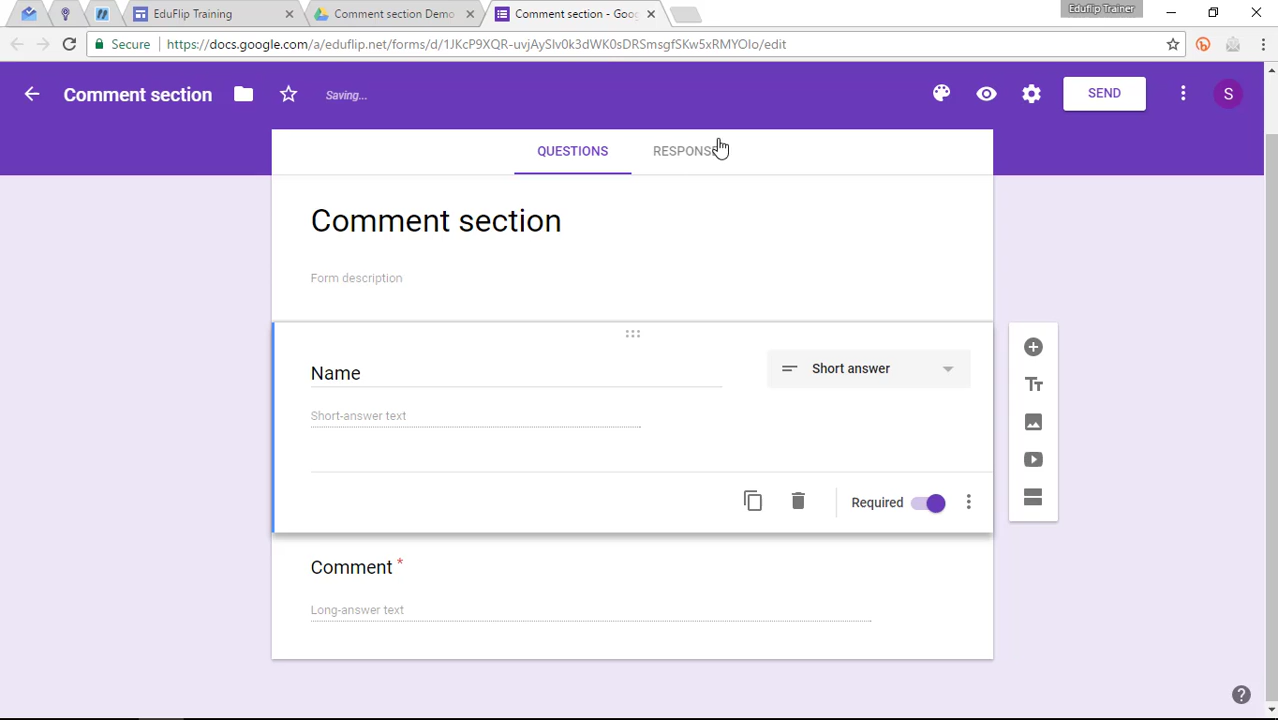 EduFlip Training
Comment section Demo
Comment section - Goo
Eduflip Trainer
Secure
https://docs.google.com/a/eduflip.net/forms/d/1JKcP9XQR-uvjAySlv0k3dWK0sDRSmsgfSKw5xRMYOlo/edit
Comment section
Saving...
SEND
S
QUESTIONS
RESPONS
Comment section
Form description
Name
Short answer
Short-answer text
Required
Comment *
Long-answer text